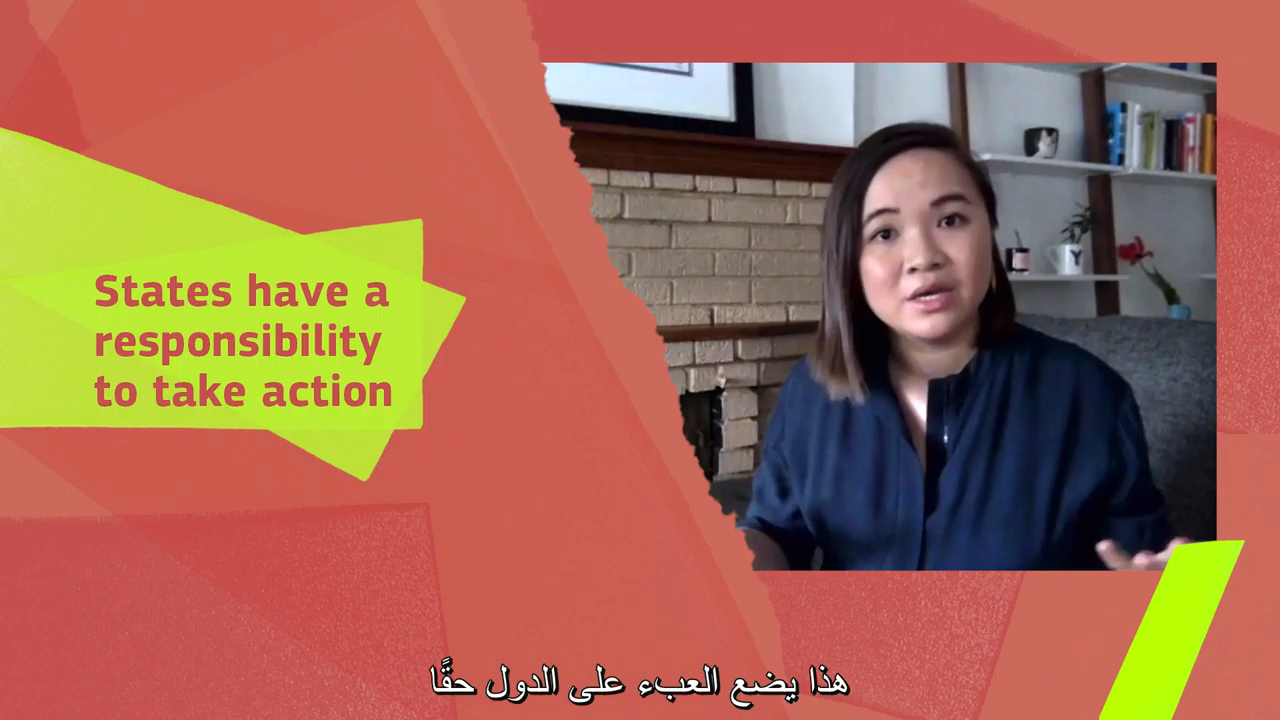 States have a
responsibility
to take action
Y
هذا يضع العبء على الدول حقًا